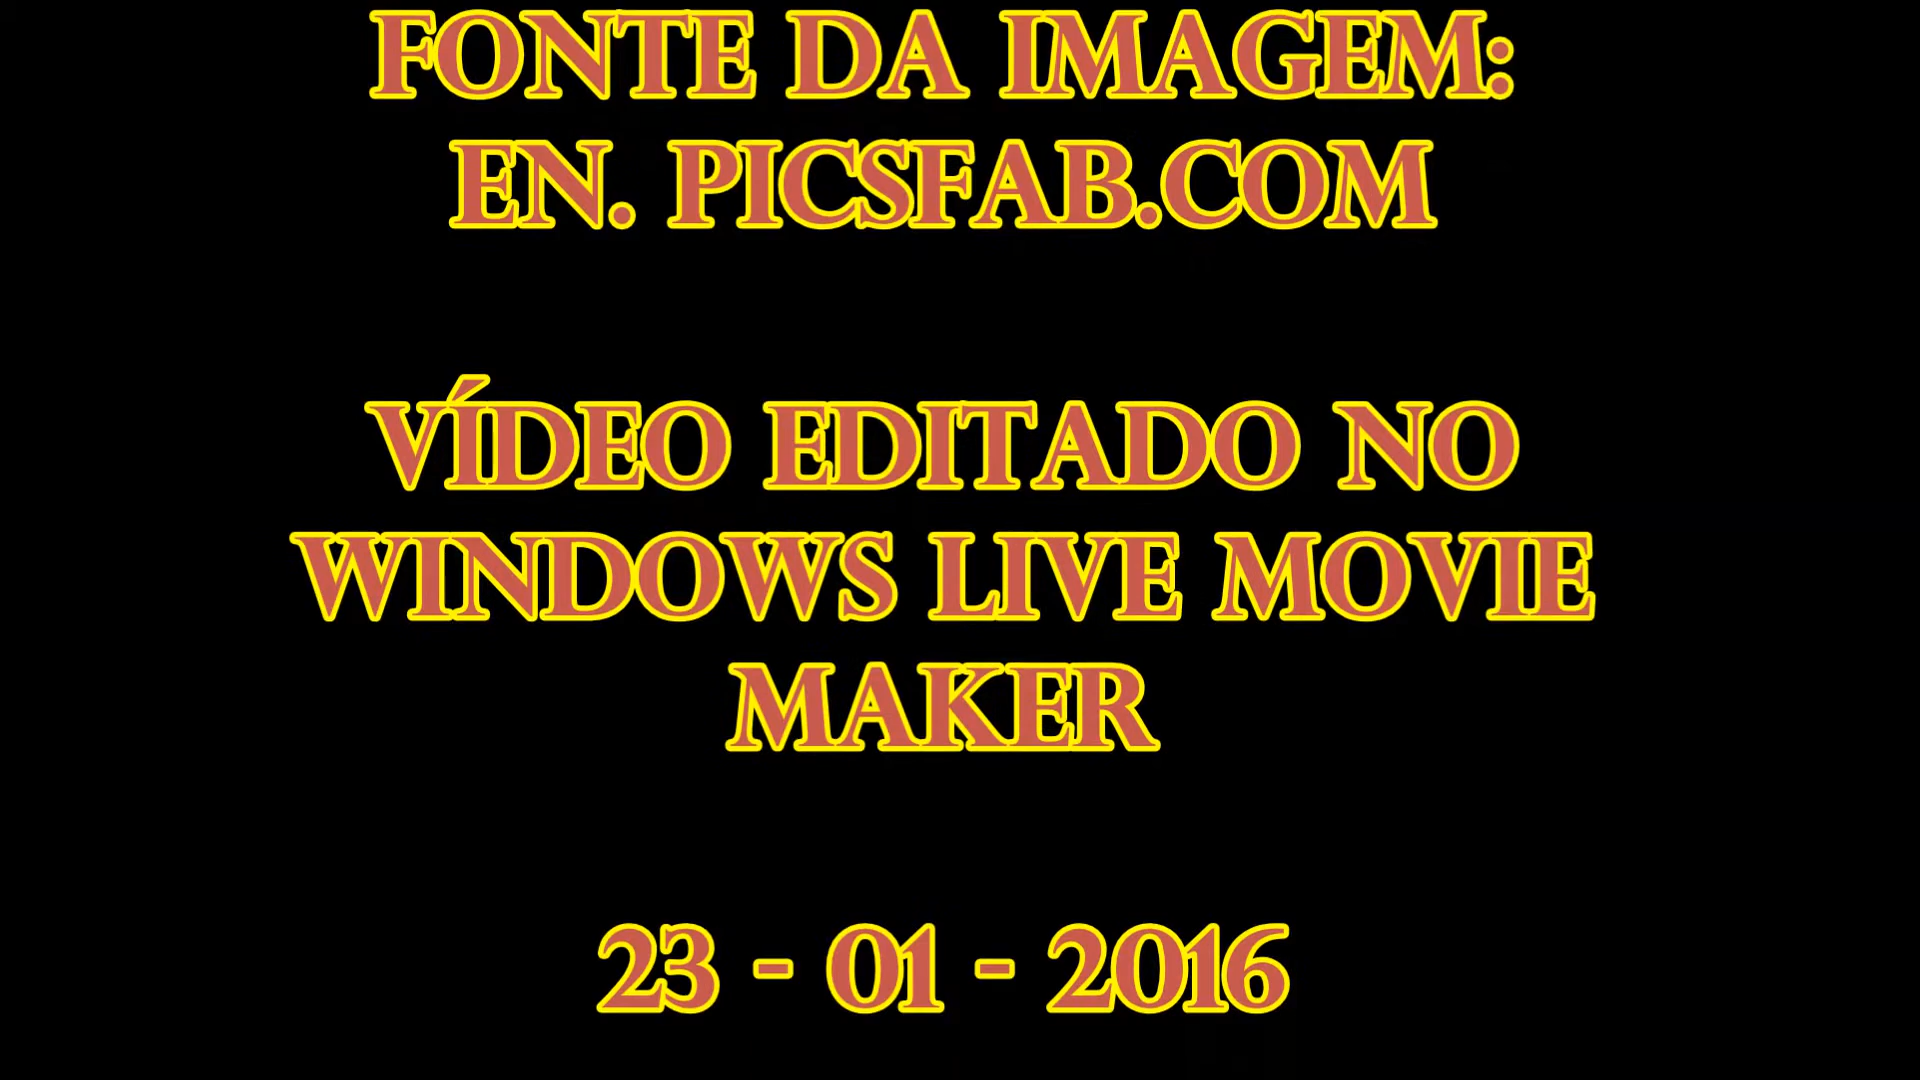 FONTE DA IMAGEM:
EN. PICSFAB.COM
VÍDEO EDITADO NO
WINDOWS LIVE MOVIE
MAKER
23 - 01 - 2016